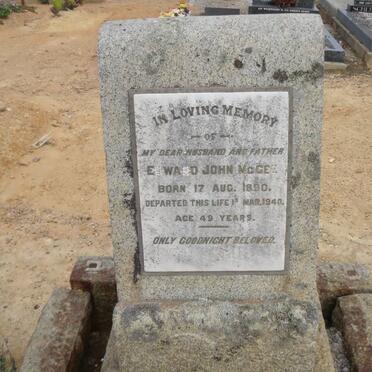 IN LOVING MEMORY
OF
MY DEAR HUSBAND AND FATHER
EDWARD JOHN McGEE
BORN 17 AUG. 1890.
DEPARTED THIS LIFE 1ST MAR. 1940.
AGE 49 YEARS.
ONLY GOODNIGHT BELOVED.